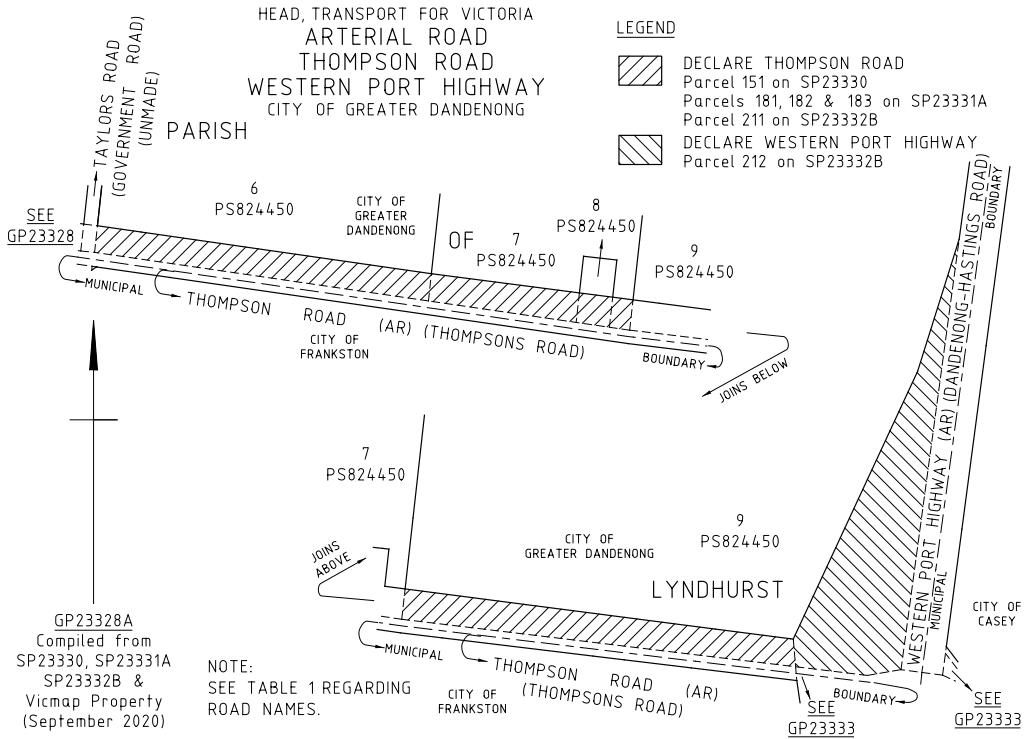 HEAD, TRANSPORT FOR VICTORIA
ARTERIAL ROAD
THOMPSON ROAD
WESTERN PORT HIGHWAY
CITY OF GREATER DANDENONG
LEGEND
DECLARE THOMPSON ROAD
Parcel 151 on SP23330
Parcels 181, 182 & 183 on SP23331A
Parcel 211 on SP23332B
DECLARE WESTERN PORT HIGHWAY
Parcel 212 on SP23332B
TAYLORS ROAD
(GOVERNMENT ROAD)
(UNMADE)
PARISH
SEE
GP23328
6
PS824450
CITY OF
GREATER
DANDENONG
OF
7
PS824450
8
PS824450
9
PS824450
MUNICIPAL
THOMPSON ROAD (AR) (THOMPSONS ROAD)
CITY OF
FRANKSTON
BOUNDARY
JOINS BELOW
WESTERN PORT HIGHWAY (AR) (DANDENONG-HASTINGS ROAD)
BOUNDARY
MUNICIPAL
7
PS824450
JOINS
ABOVE
CITY OF
GREATER DANDENONG
9
PS824450
LYNDHURST
CITY OF
CASEY
MUNICIPAL
THOMPSON ROAD (AR)
(THOMPSONS ROAD)
CITY OF
FRANKSTON
BOUNDARY
SEE
GP23333
SEE
GP23333
GP23328A
Compiled from
SP23330, SP23331A
SP23332B &
Vicmap Property
(September 2020)
NOTE:
SEE TABLE 1 REGARDING
ROAD NAMES.